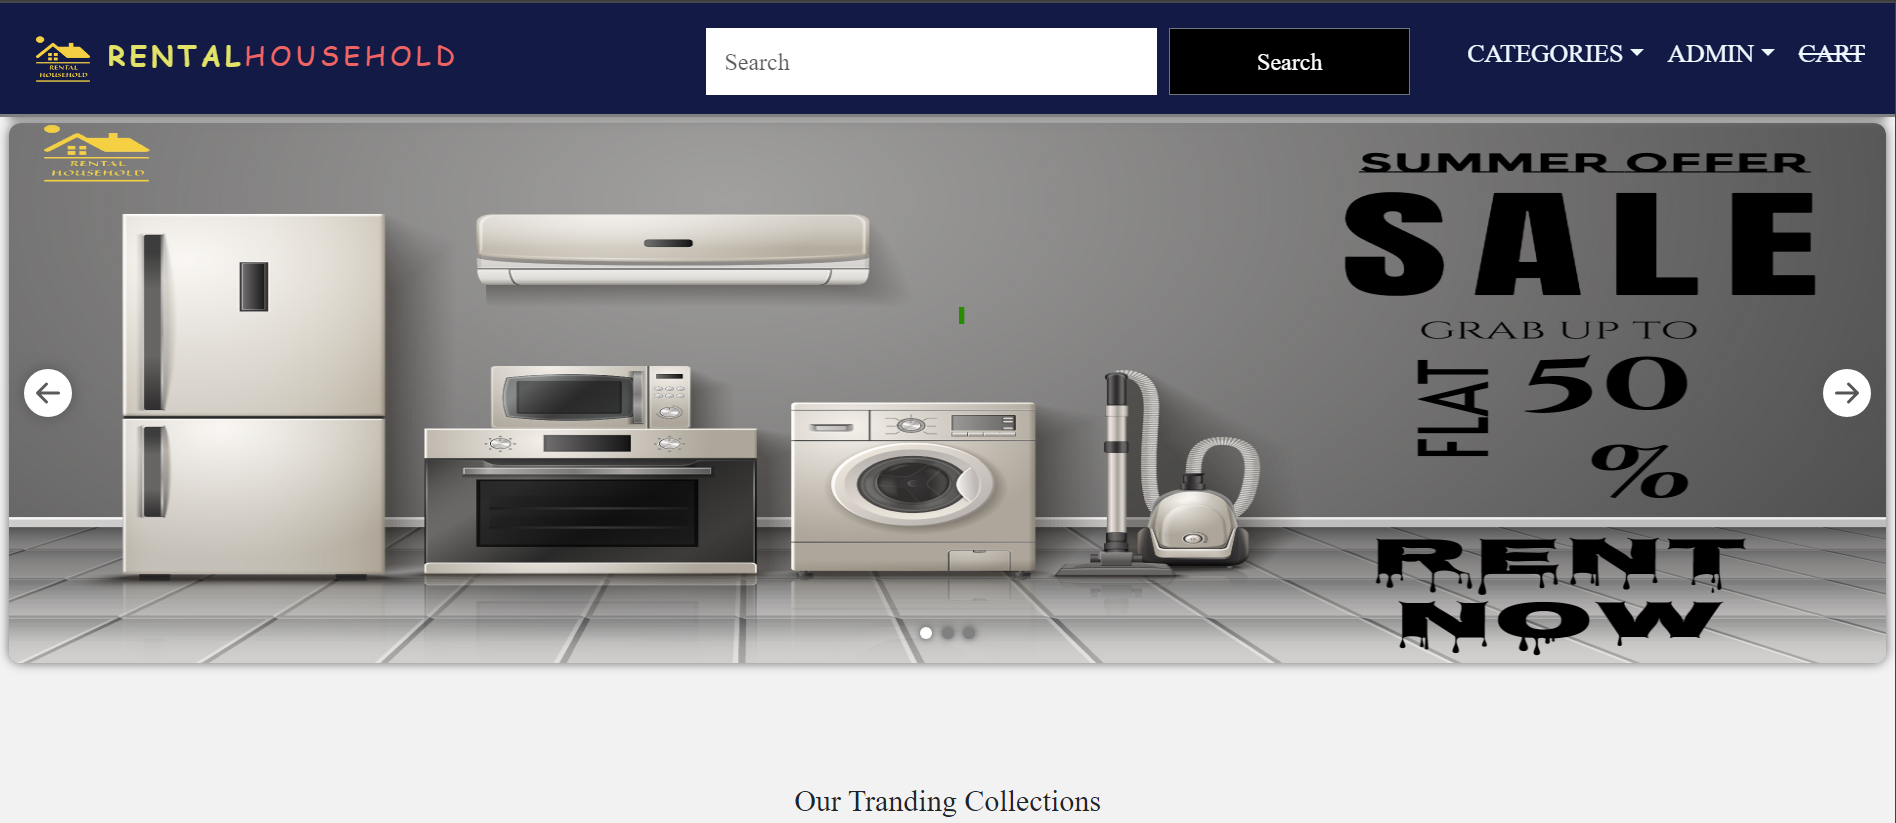 RENTAL
HOUSEHOLD
RENTALHOUSEHOLD
Search
Search
CATEGORIES
ADMIN
CART
RENTAL
HOUSEHOLD
SUMMER OFFER
SALE
GRAB UP TO
FLAT
50
%
RENT
NOW
Our Tranding Collections